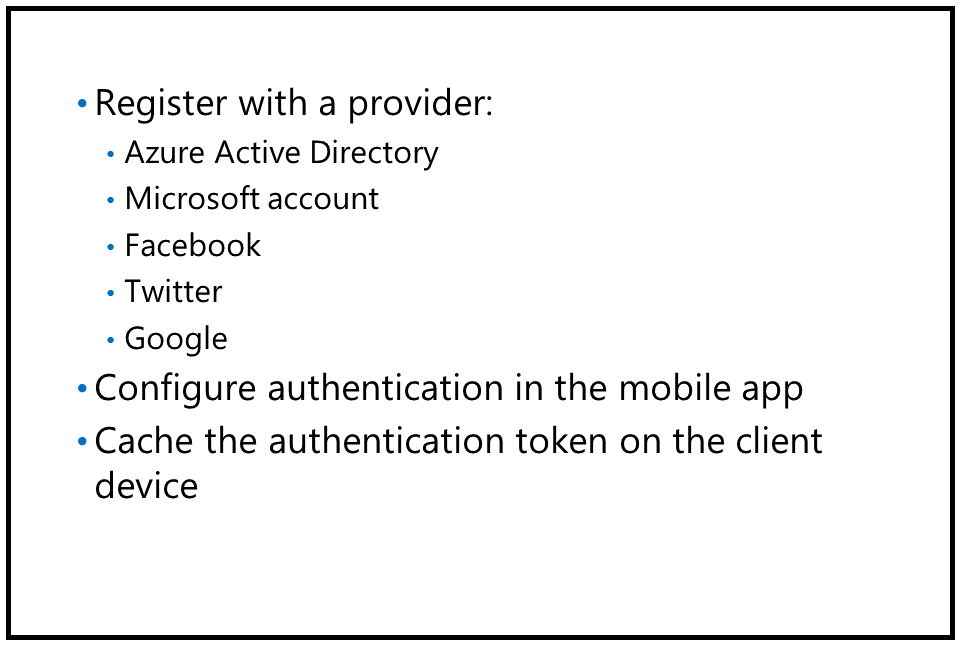 • Register with a provider:
• Azure Active Directory
• Microsoft account
• Facebook
• Twitter
• Google
• Configure authentication in the mobile app
• Cache the authentication token on the client
device